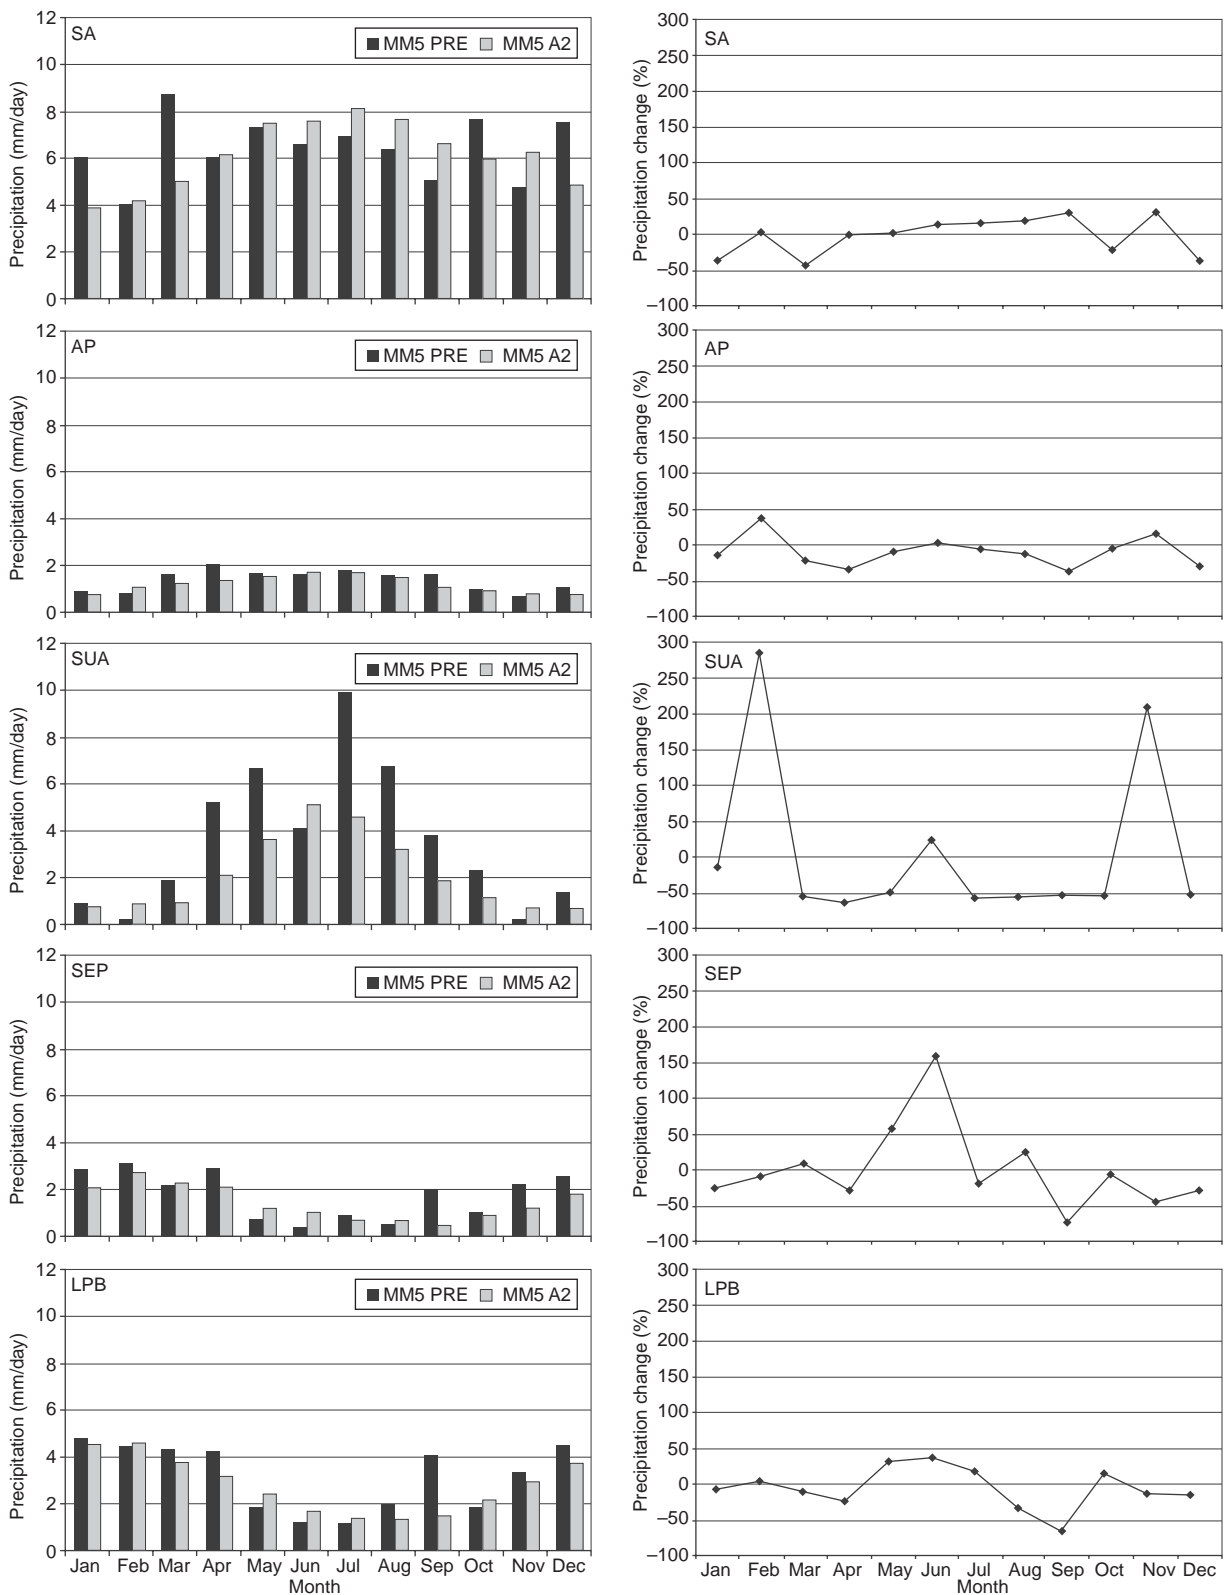 SA
MM5 PRE MM5 A2
Precipitation (mm/day)
12
10
8
6
4
2
0
SA
Precipitation change (%)
300
250
200
150
100
50
0
–50
–100
AP
MM5 PRE MM5 A2
Precipitation (mm/day)
12
10
8
6
4
2
0
AP
Precipitation change (%)
300
250
200
150
100
50
0
–50
–100
SUA
MM5 PRE MM5 A2
Precipitation (mm/day)
12
10
8
6
4
2
0
SUA
Precipitation change (%)
300
250
200
150
100
50
0
–50
–100
SEP
MM5 PRE MM5 A2
Precipitation (mm/day)
12
10
8
6
4
2
0
SEP
Precipitation change (%)
300
250
200
150
100
50
0
–50
–100
LPB
MM5 PRE MM5 A2
Precipitation (mm/day)
12
10
8
6
4
2
0
Jan Feb Mar Apr May Jun Jul Aug Sep Oct Nov Dec
Month
LPB
Precipitation change (%)
300
250
200
150
100
50
0
–50
–100
Jan Feb Mar Apr May Jun Jul Aug Sep Oct Nov Dec
Month